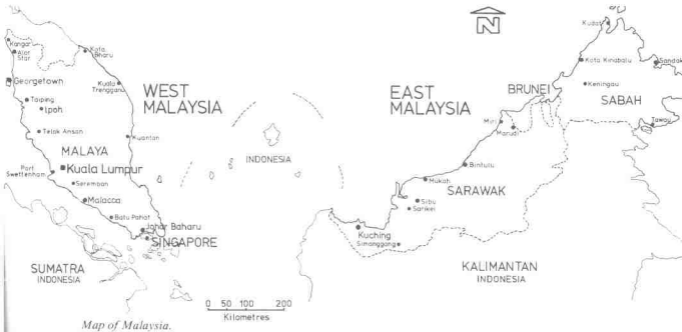 N
Kudat
Kangar
Alor
Star
Kota
Bharu
Kota Kinabalu
Sandak
Georgetown
Kuala
Trengganu
WEST
MALAYSIA
EAST
MALAYSIA
BRUNEI
Keningau
SABAH
Taiping
Ipoh
Telok Anson
Kuantan
Miri
Marudi
Tawau
MALAYA
INDONESIA
Port
Swettenham
Kuala Lumpur
Bintulu
Seremban
Mukah
SARAWAK
Malacca
Sibu
Sarikei
Batu Pahat
Johor Baharu
SINGAPORE
Kuching
Simanggang
SUMATRA
INDONESIA
KALIMANTAN
INDONESIA
0 50 100 200
Kilometres
Map of Malaysia.